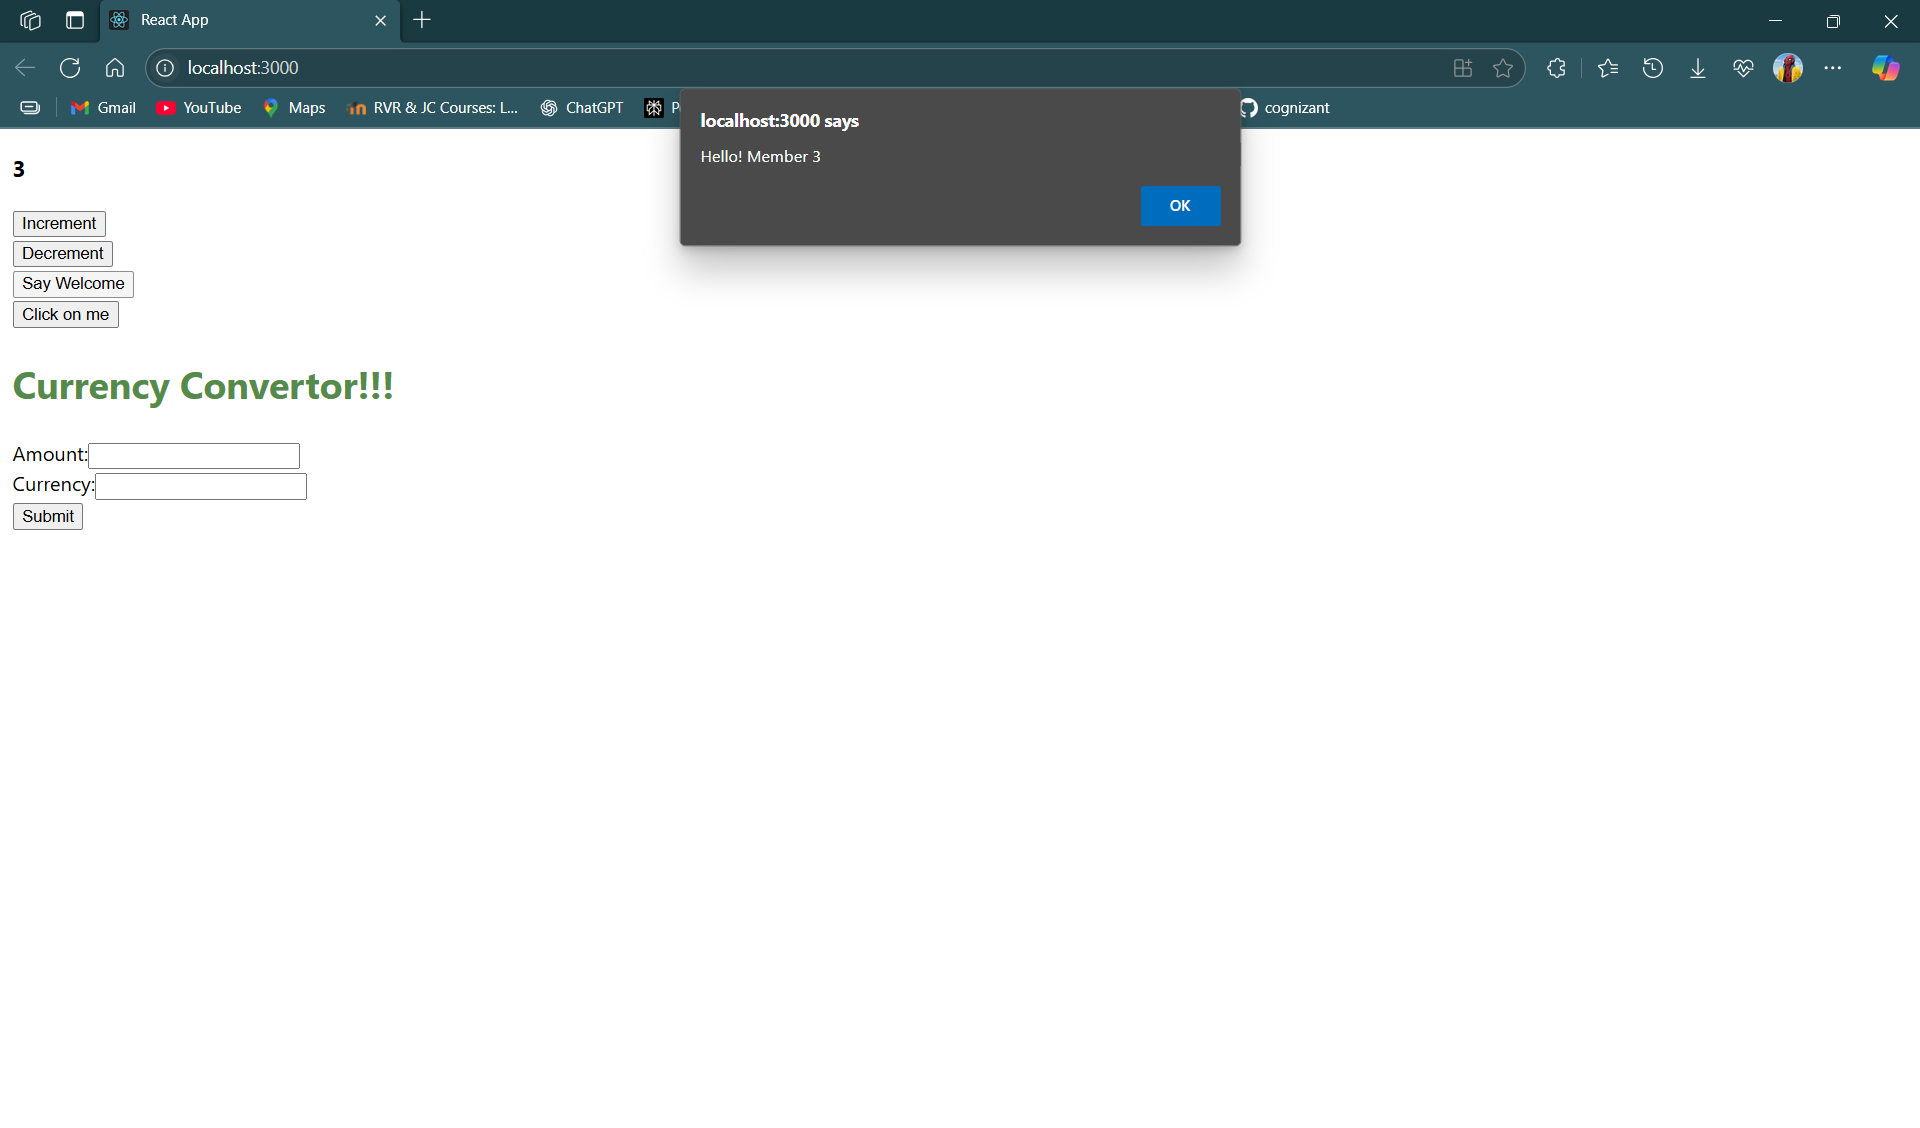 React App
localhost:3000
Gmail YouTube Maps RVR & JC Courses: L... ChatGPT cognizant
localhost:3000 says
Hello! Member 3
OK
3
Increment
Decrement
Say Welcome
Click on me
Currency Convertor!!!
Amount:
Currency:
Submit